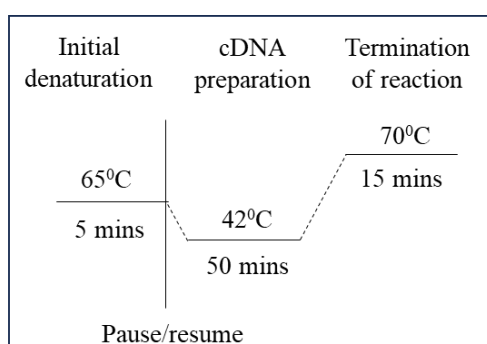 Initial
denaturation
cDNA
preparation
Termination
of reaction
65⁰C
5 mins
42⁰C
50 mins
70⁰C
15 mins
Pause/resume